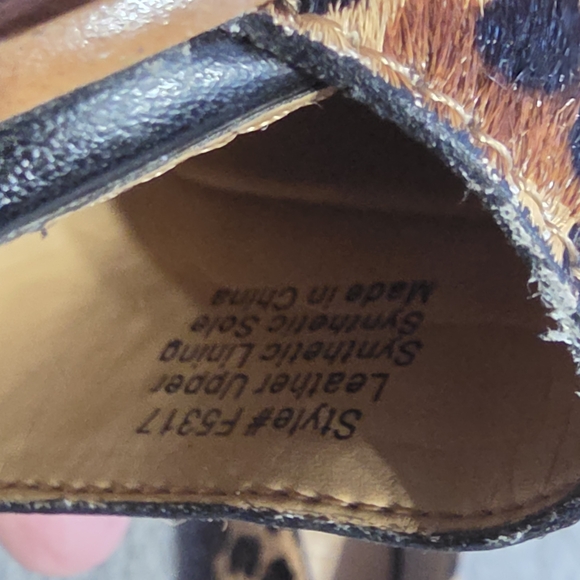 Style# F5317
Leather Upper
Synthetic Lining
Synthetic Sole
Made in China